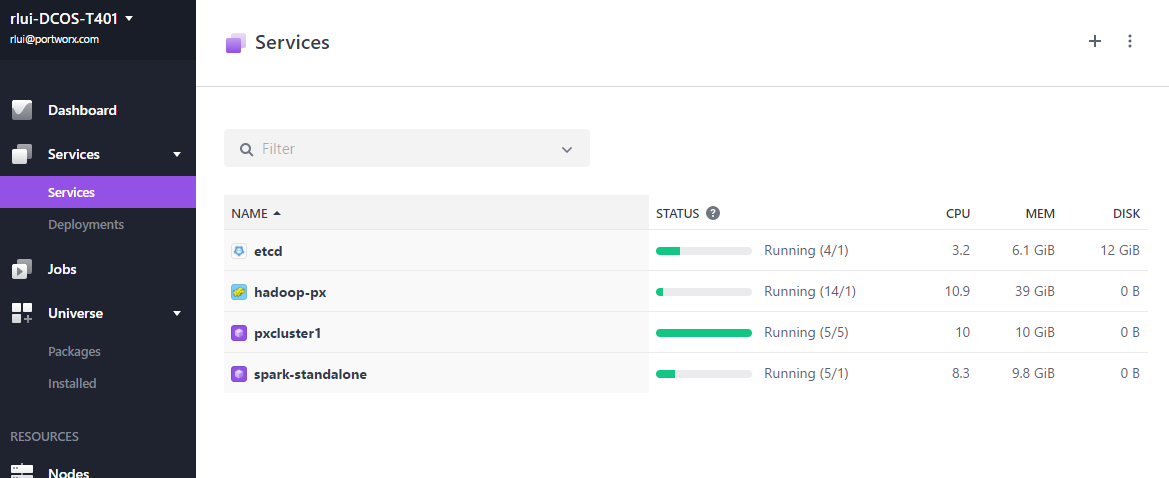 rlui-DCOS-T401
rlui@portworx.com
Services
Dashboard
Services
Services
Deployments
Jobs
Universe
Packages
Installed
RESOURCES
Nodes
Filter
NAME STATUS ? CPU MEM DISK
etcd Running (4/1) 3.2 6.1 GiB 12 GiB
hadoop-px Running (14/1) 10.9 39 GiB 0 B
pxcluster1 Running (5/5) 10 10 GiB 0 B
spark-standalone Running (5/1) 8.3 9.8 GiB 0 B